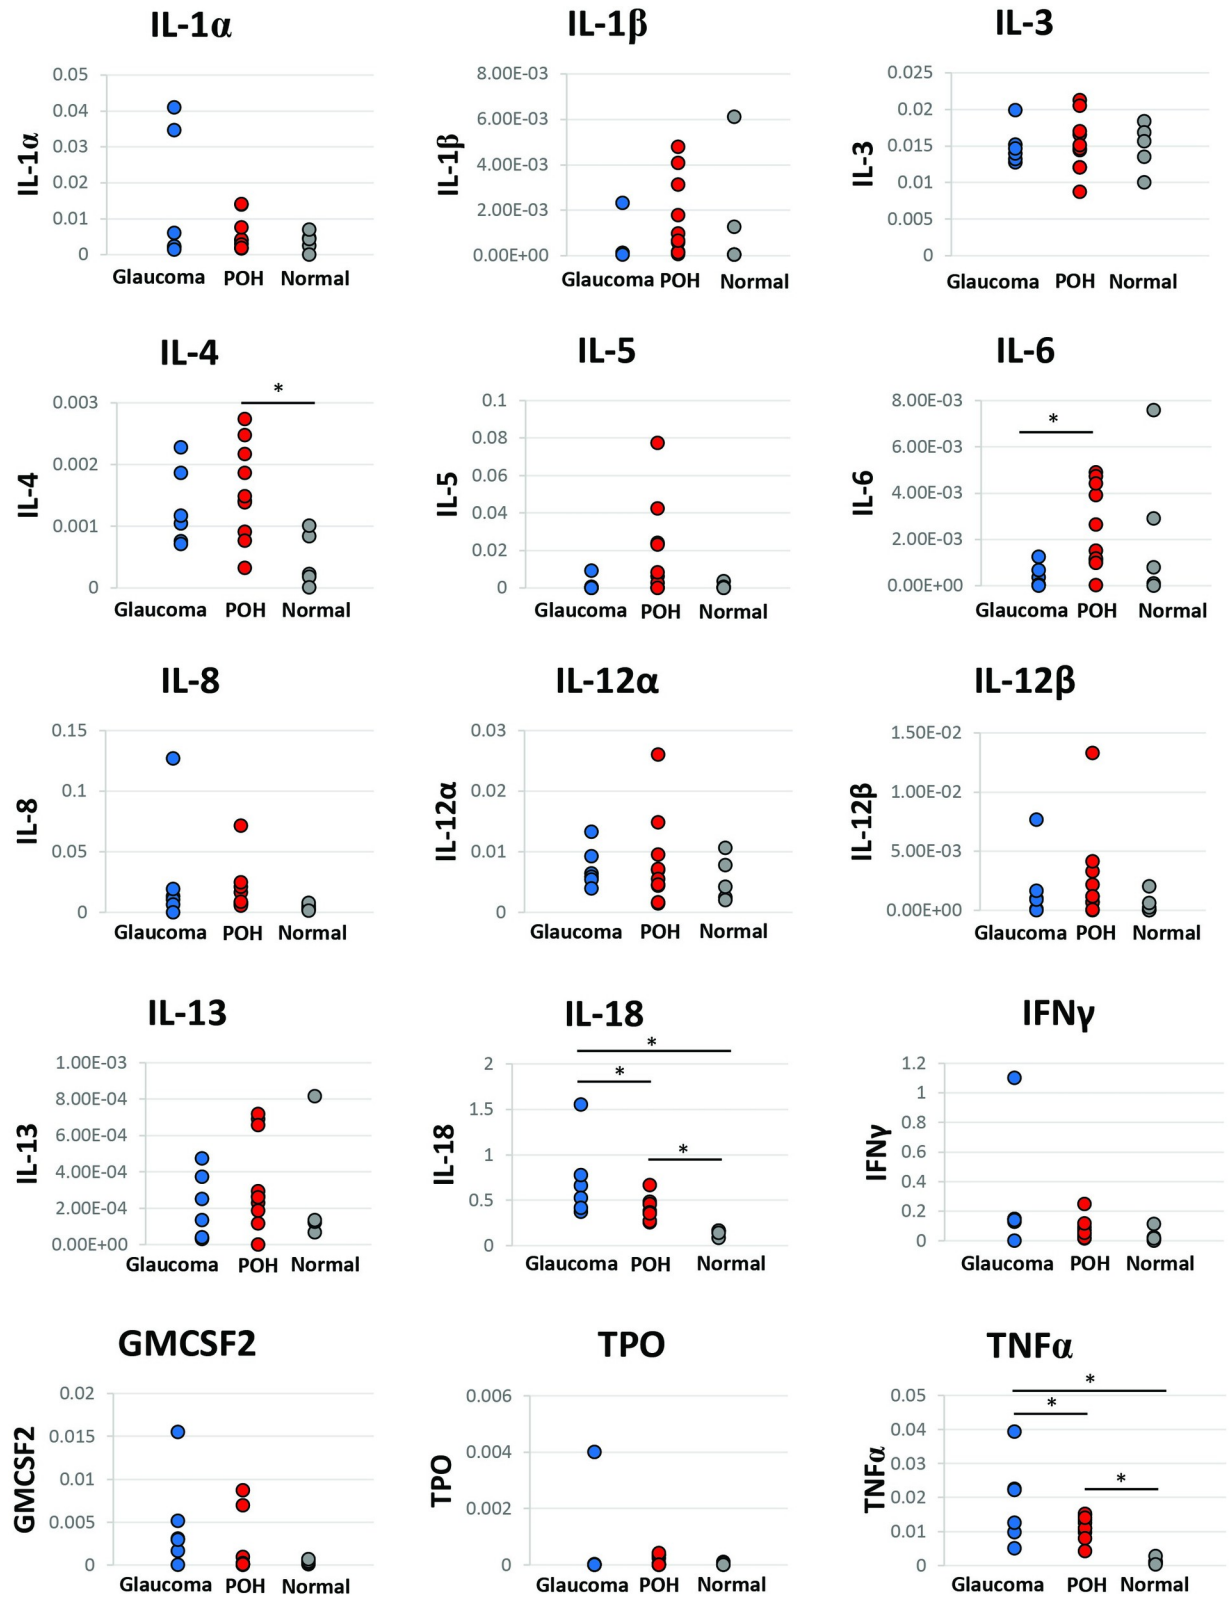 IL-1α IL-1β IL-3
IL-1α
0.05
0.04
0.03
0.02
0.01
0
Glaucoma POH Normal
IL-1β
8.00E-03
6.00E-03
4.00E-03
2.00E-03
0.00E+00
Glaucoma POH Normal
IL-3
0.025
0.02
0.015
0.01
0.005
0
Glaucoma POH Normal
IL-4 IL-5 IL-6
IL-4
*
0.003
0.002
0.001
0
Glaucoma POH Normal
IL-5
0.1
0.08
0.06
0.04
0.02
0
Glaucoma POH Normal
IL-6
*
8.00E-03
6.00E-03
4.00E-03
2.00E-03
0.00E+00
Glaucoma POH Normal
IL-8 IL-12α IL-12β
IL-8
0.15
0.1
0.05
0
Glaucoma POH Normal
IL-12α
0.03
0.02
0.01
0
Glaucoma POH Normal
IL-12β
1.50E-02
1.00E-02
5.00E-03
0.00E+00
Glaucoma POH Normal
IL-13 IL-18 IFNγ
IL-13
1.00E-03
8.00E-04
6.00E-04
4.00E-04
2.00E-04
0.00E+00
Glaucoma POH Normal
IL-18
*
*
*
2
1.5
1
0.5
0
Glaucoma POH Normal
IFNγ
1.2
1
0.8
0.6
0.4
0.2
0
Glaucoma POH Normal
GMCSF2 TPO TNFα
GMCSF2
0.02
0.015
0.01
0.005
0
Glaucoma POH Normal
TPO
0.006
0.004
0.002
0
Glaucoma POH Normal
TNFα
*
*
*
0.05
0.04
0.03
0.02
0.01
0
Glaucoma POH Normal